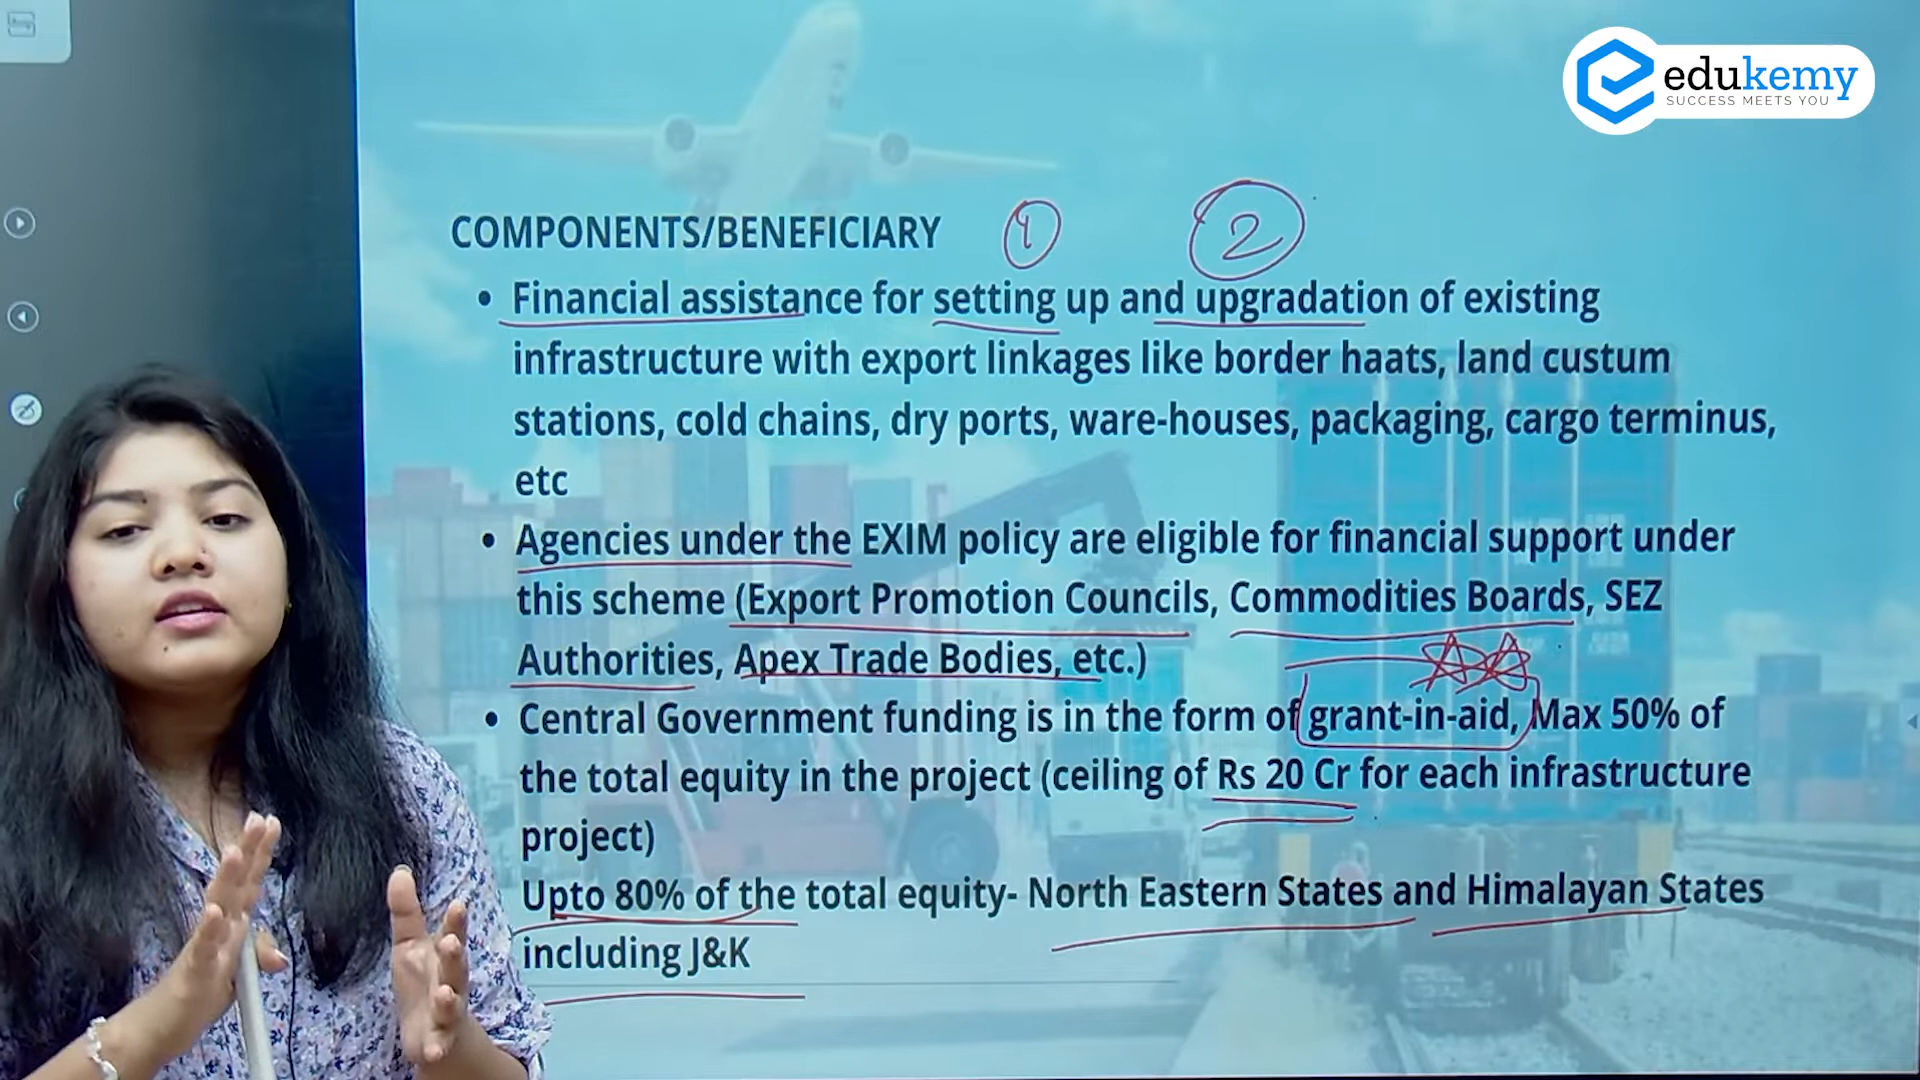 edukemy
SUCCESS MEETS YOU
1
2
COMPONENTS/BENEFICIARY
• Financial assistance for setting up and upgradation of existing
infrastructure with export linkages like border haats, land custum
stations, cold chains, dry ports, ware-houses, packaging, cargo terminus,
etc
• Agencies under the EXIM policy are eligible for financial support under
this scheme (Export Promotion Councils, Commodities Boards, SEZ
Authorities, Apex Trade Bodies, etc.)
• Central Government funding is in the form of grant-in-aid, Max 50% of
the total equity in the project (ceiling of Rs 20 Cr for each infrastructure
project)
Upto 80% of the total equity- North Eastern States and Himalayan States
including J&K